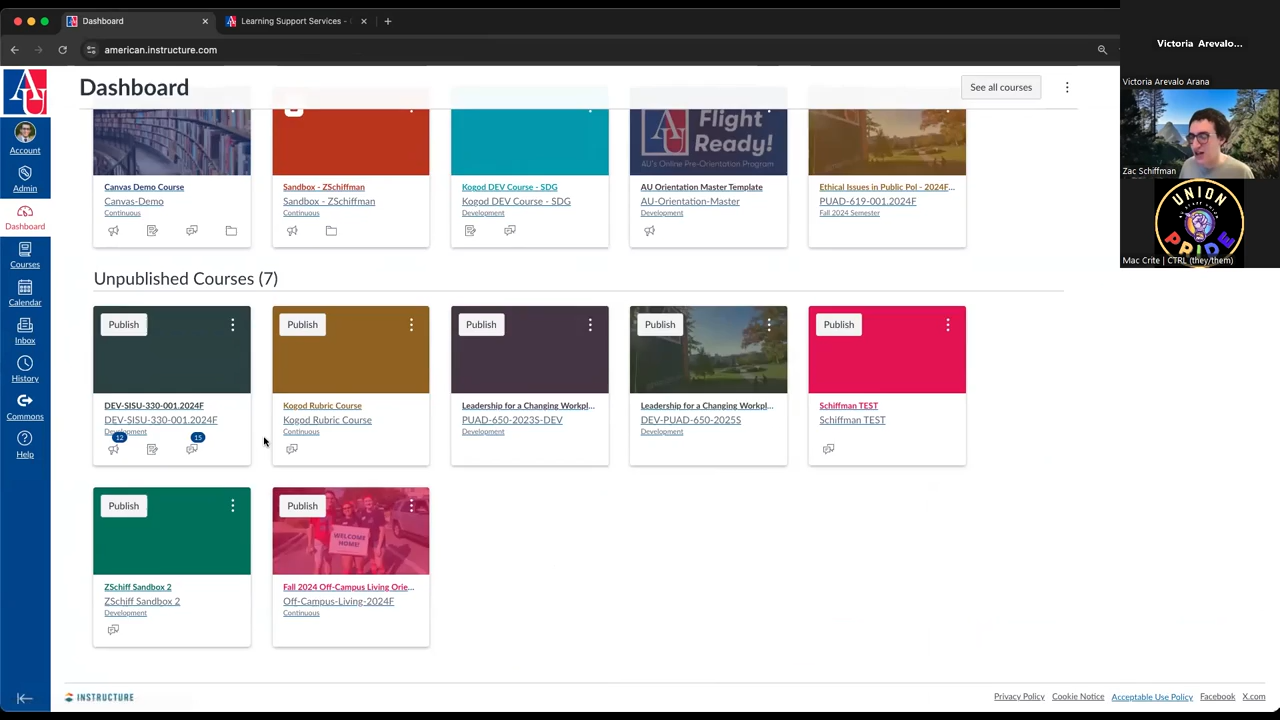 Dashboard
Learning Support Services -
american.instructure.com
Victoria Arevalo...
Victoria Arevalo Arana
Zac Schiffman
UNION
PRIDE
Mac Crite | CTRL (they/them)
AU
Account
Admin
Dashboard
Courses
Calendar
Inbox
History
Commons
Help
Dashboard
See all courses
Canvas Demo Course
Canvas-Demo
Continuous
Sandbox - ZSchiffman
Sandbox - ZSchiffman
Continuous
Kogod DEV Course - SDG
Kogod DEV Course - SDG
Development
AU Flight
Ready!
AU's Online Pre-Orientation Program
AU Orientation Master Template
AU-Orientation-Master
Development
Ethical Issues in Public Pol - 2024F...
PUAD-619-001.2024F
Fall 2024 Semester
Unpublished Courses (7)
Publish
DEV-SISU-330-001.2024F
DEV-SISU-330-001.2024F
Development
12
15
Publish
Kogod Rubric Course
Kogod Rubric Course
Continuous
Publish
Leadership for a Changing Workpl...
PUAD-650-2023S-DEV
Development
Publish
Leadership for a Changing Workpl...
DEV-PUAD-650-2025S
Development
Publish
Schiffman TEST
Schiffman TEST
Publish
ZSchiff Sandbox 2
ZSchiff Sandbox 2
Development
Publish
WELCOME
HOME!
Fall 2024 Off-Campus Living Orie...
Off-Campus-Living-2024F
Continuous
INSTRUCTURE
Privacy Policy
Cookie Notice
Acceptable Use Policy
Facebook
X.com